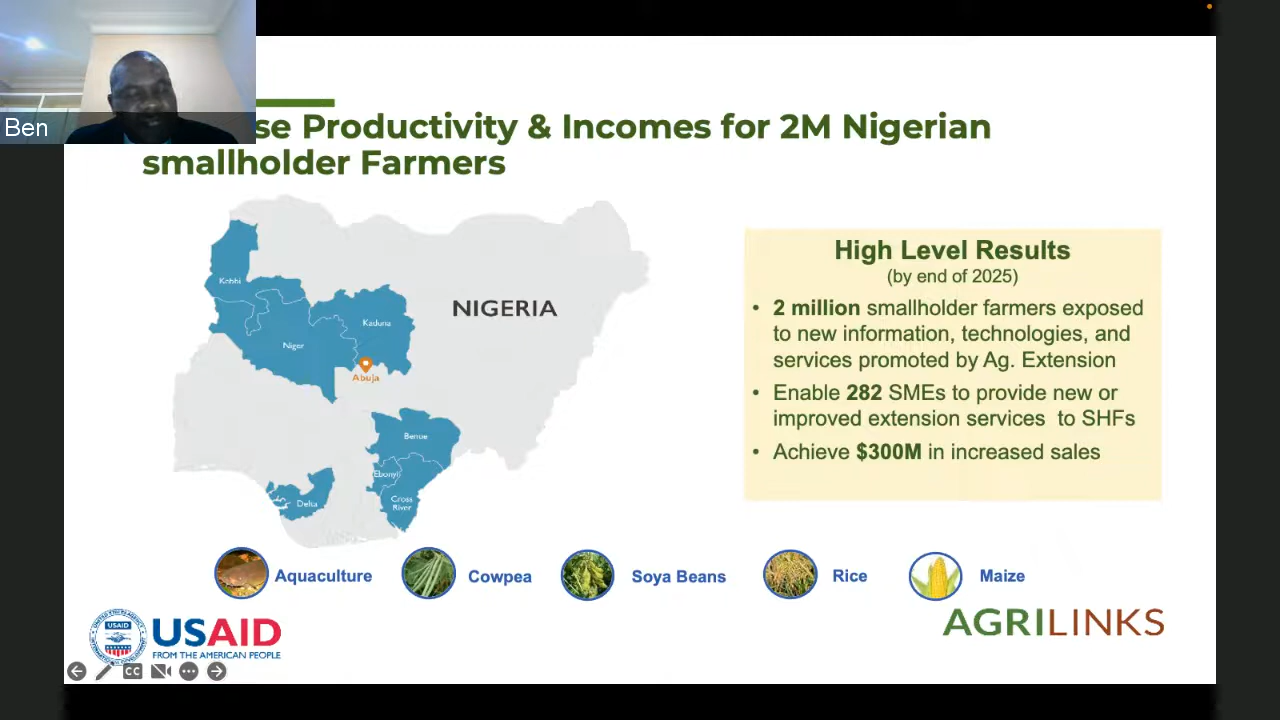 Ben
se Productivity & Incomes for 2M Nigerian
smallholder Farmers
Kebbi
Niger
Kaduna
Abuja
NIGERIA
Benue
Ebonyi
Cross
River
Delta
High Level Results
(by end of 2025)
• 2 million smallholder farmers exposed
to new information, technologies, and
services promoted by Ag. Extension
• Enable 282 SMEs to provide new or
improved extension services to SHFs
• Achieve $300M in increased sales
Aquaculture
Cowpea
Soya Beans
Rice
Maize
USAID
USAID
FROM THE AMERICAN PEOPLE
AGRILINKS
CC